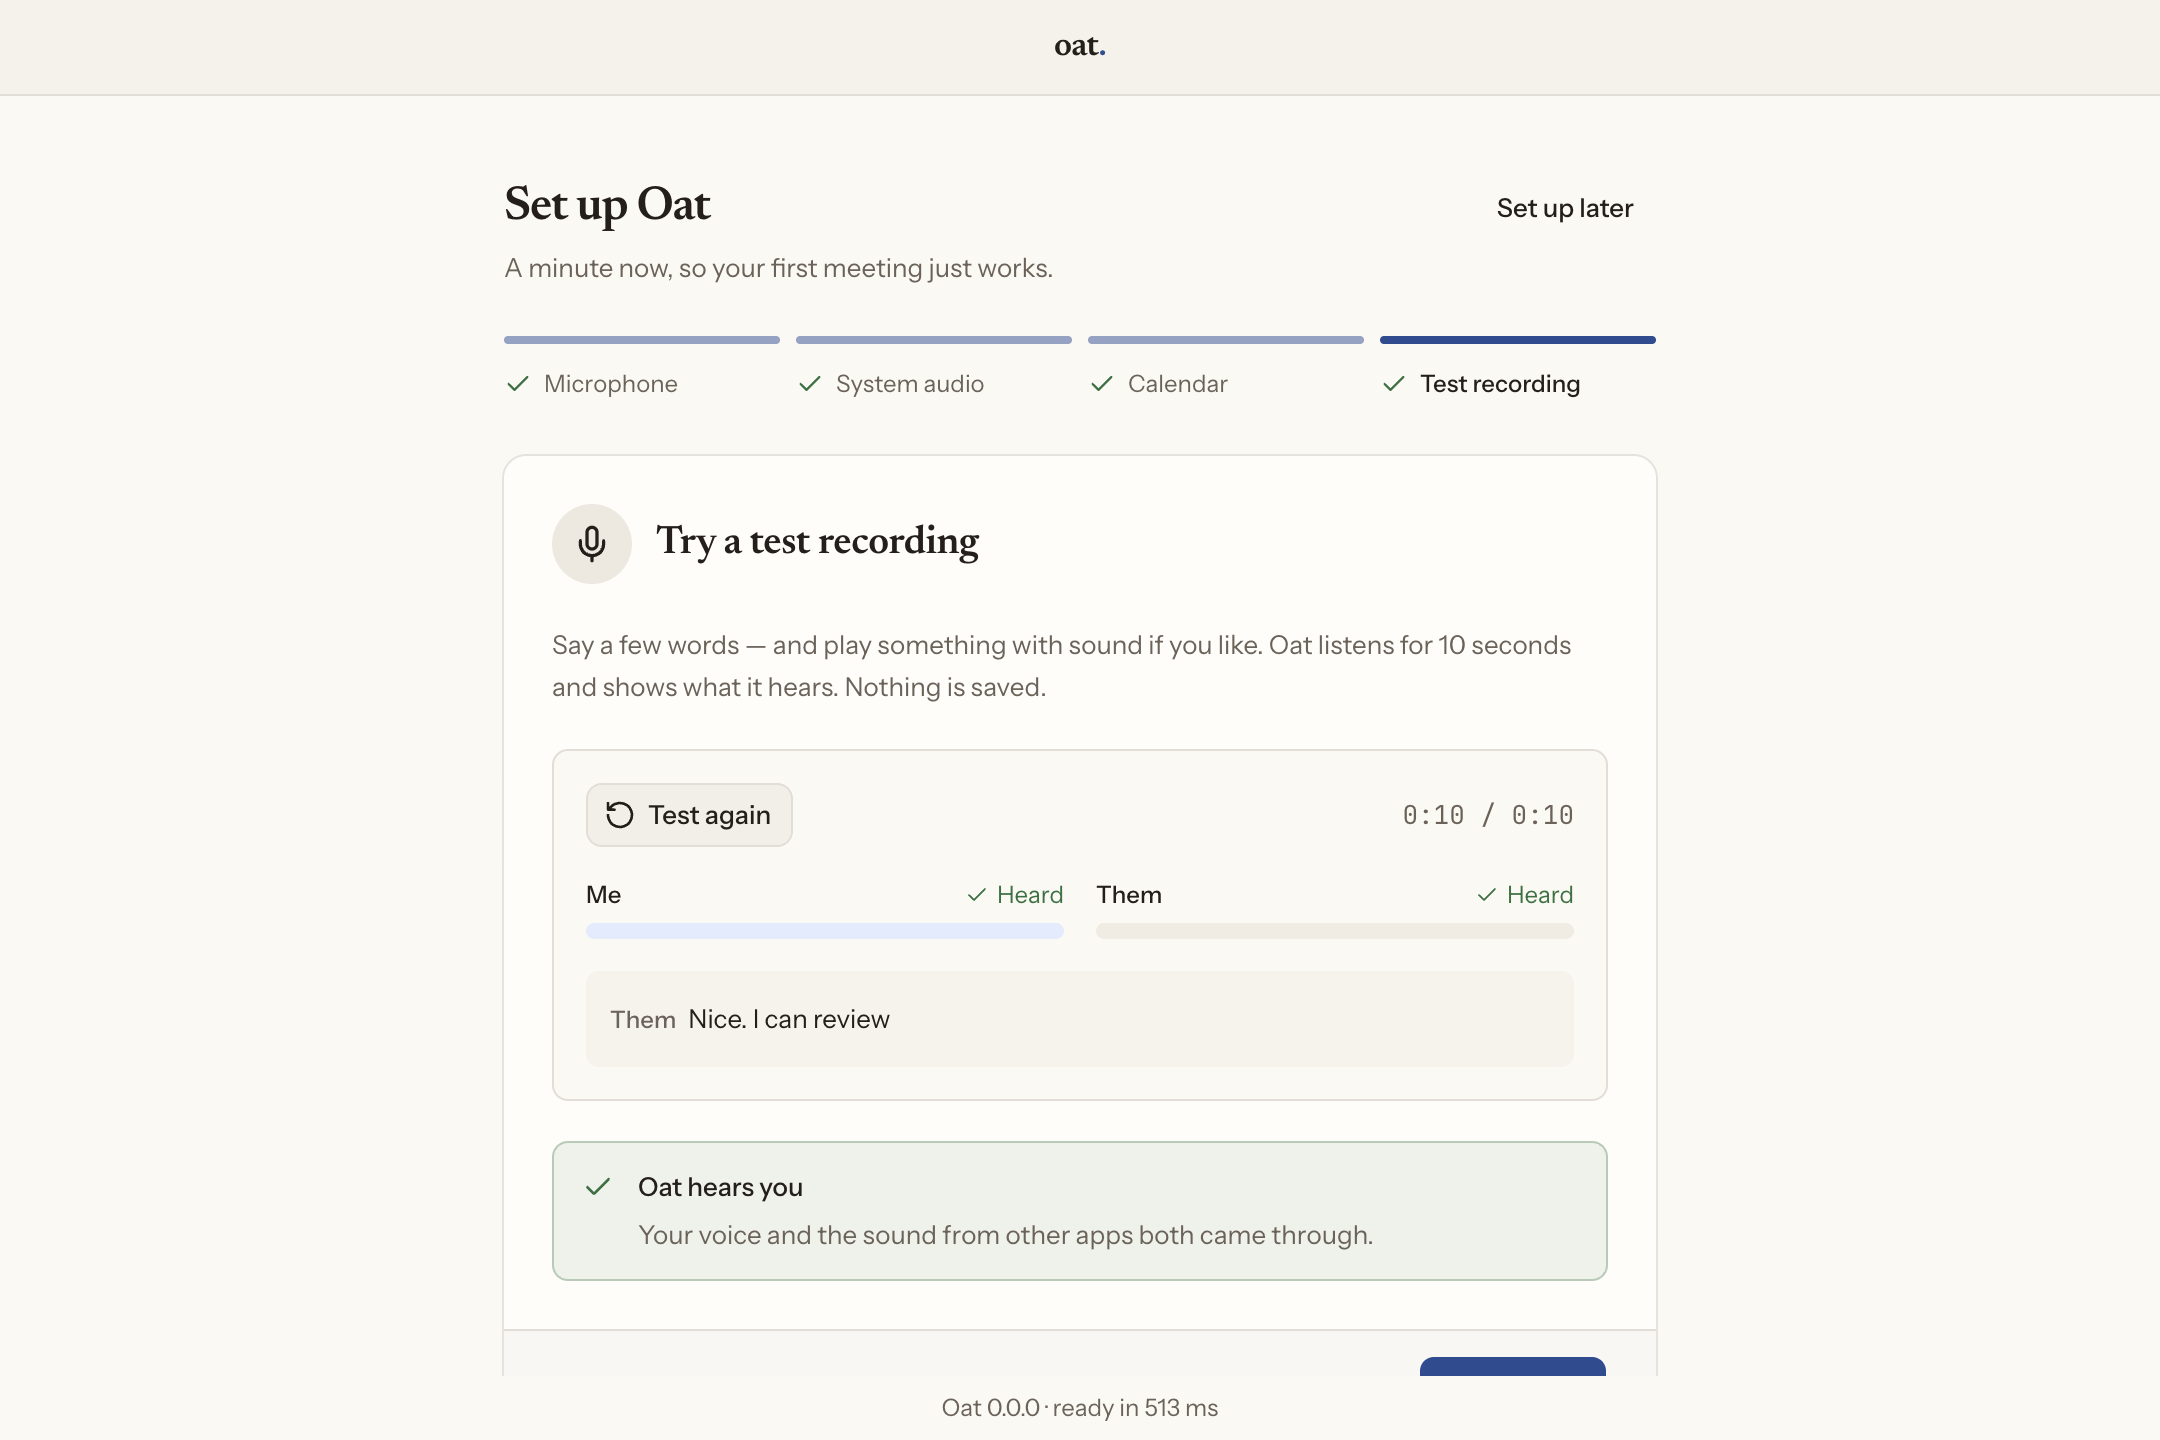 oat.
Set up Oat
Set up later
A minute now, so your first meeting just works.
Microphone
System audio
Calendar
Test recording
Try a test recording
Say a few words — and play something with sound if you like. Oat listens for 10 seconds
and shows what it hears. Nothing is saved.
Test again
0:10 / 0:10
Me
Heard
Them
Heard
Them Nice. I can review
Oat hears you
Your voice and the sound from other apps both came through.
Oat 0.0.0 · ready in 513 ms